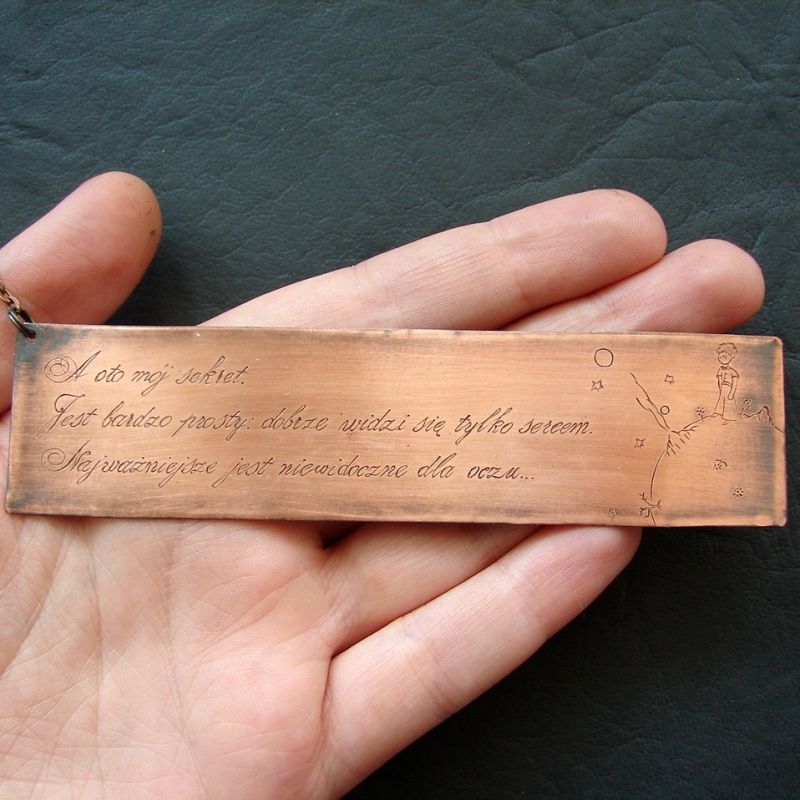 A oto mój sekret.
Jest bardzo prosty: dobrze widzi się tylko sercem.
Najważniejsze jest niewidoczne dla oczu...